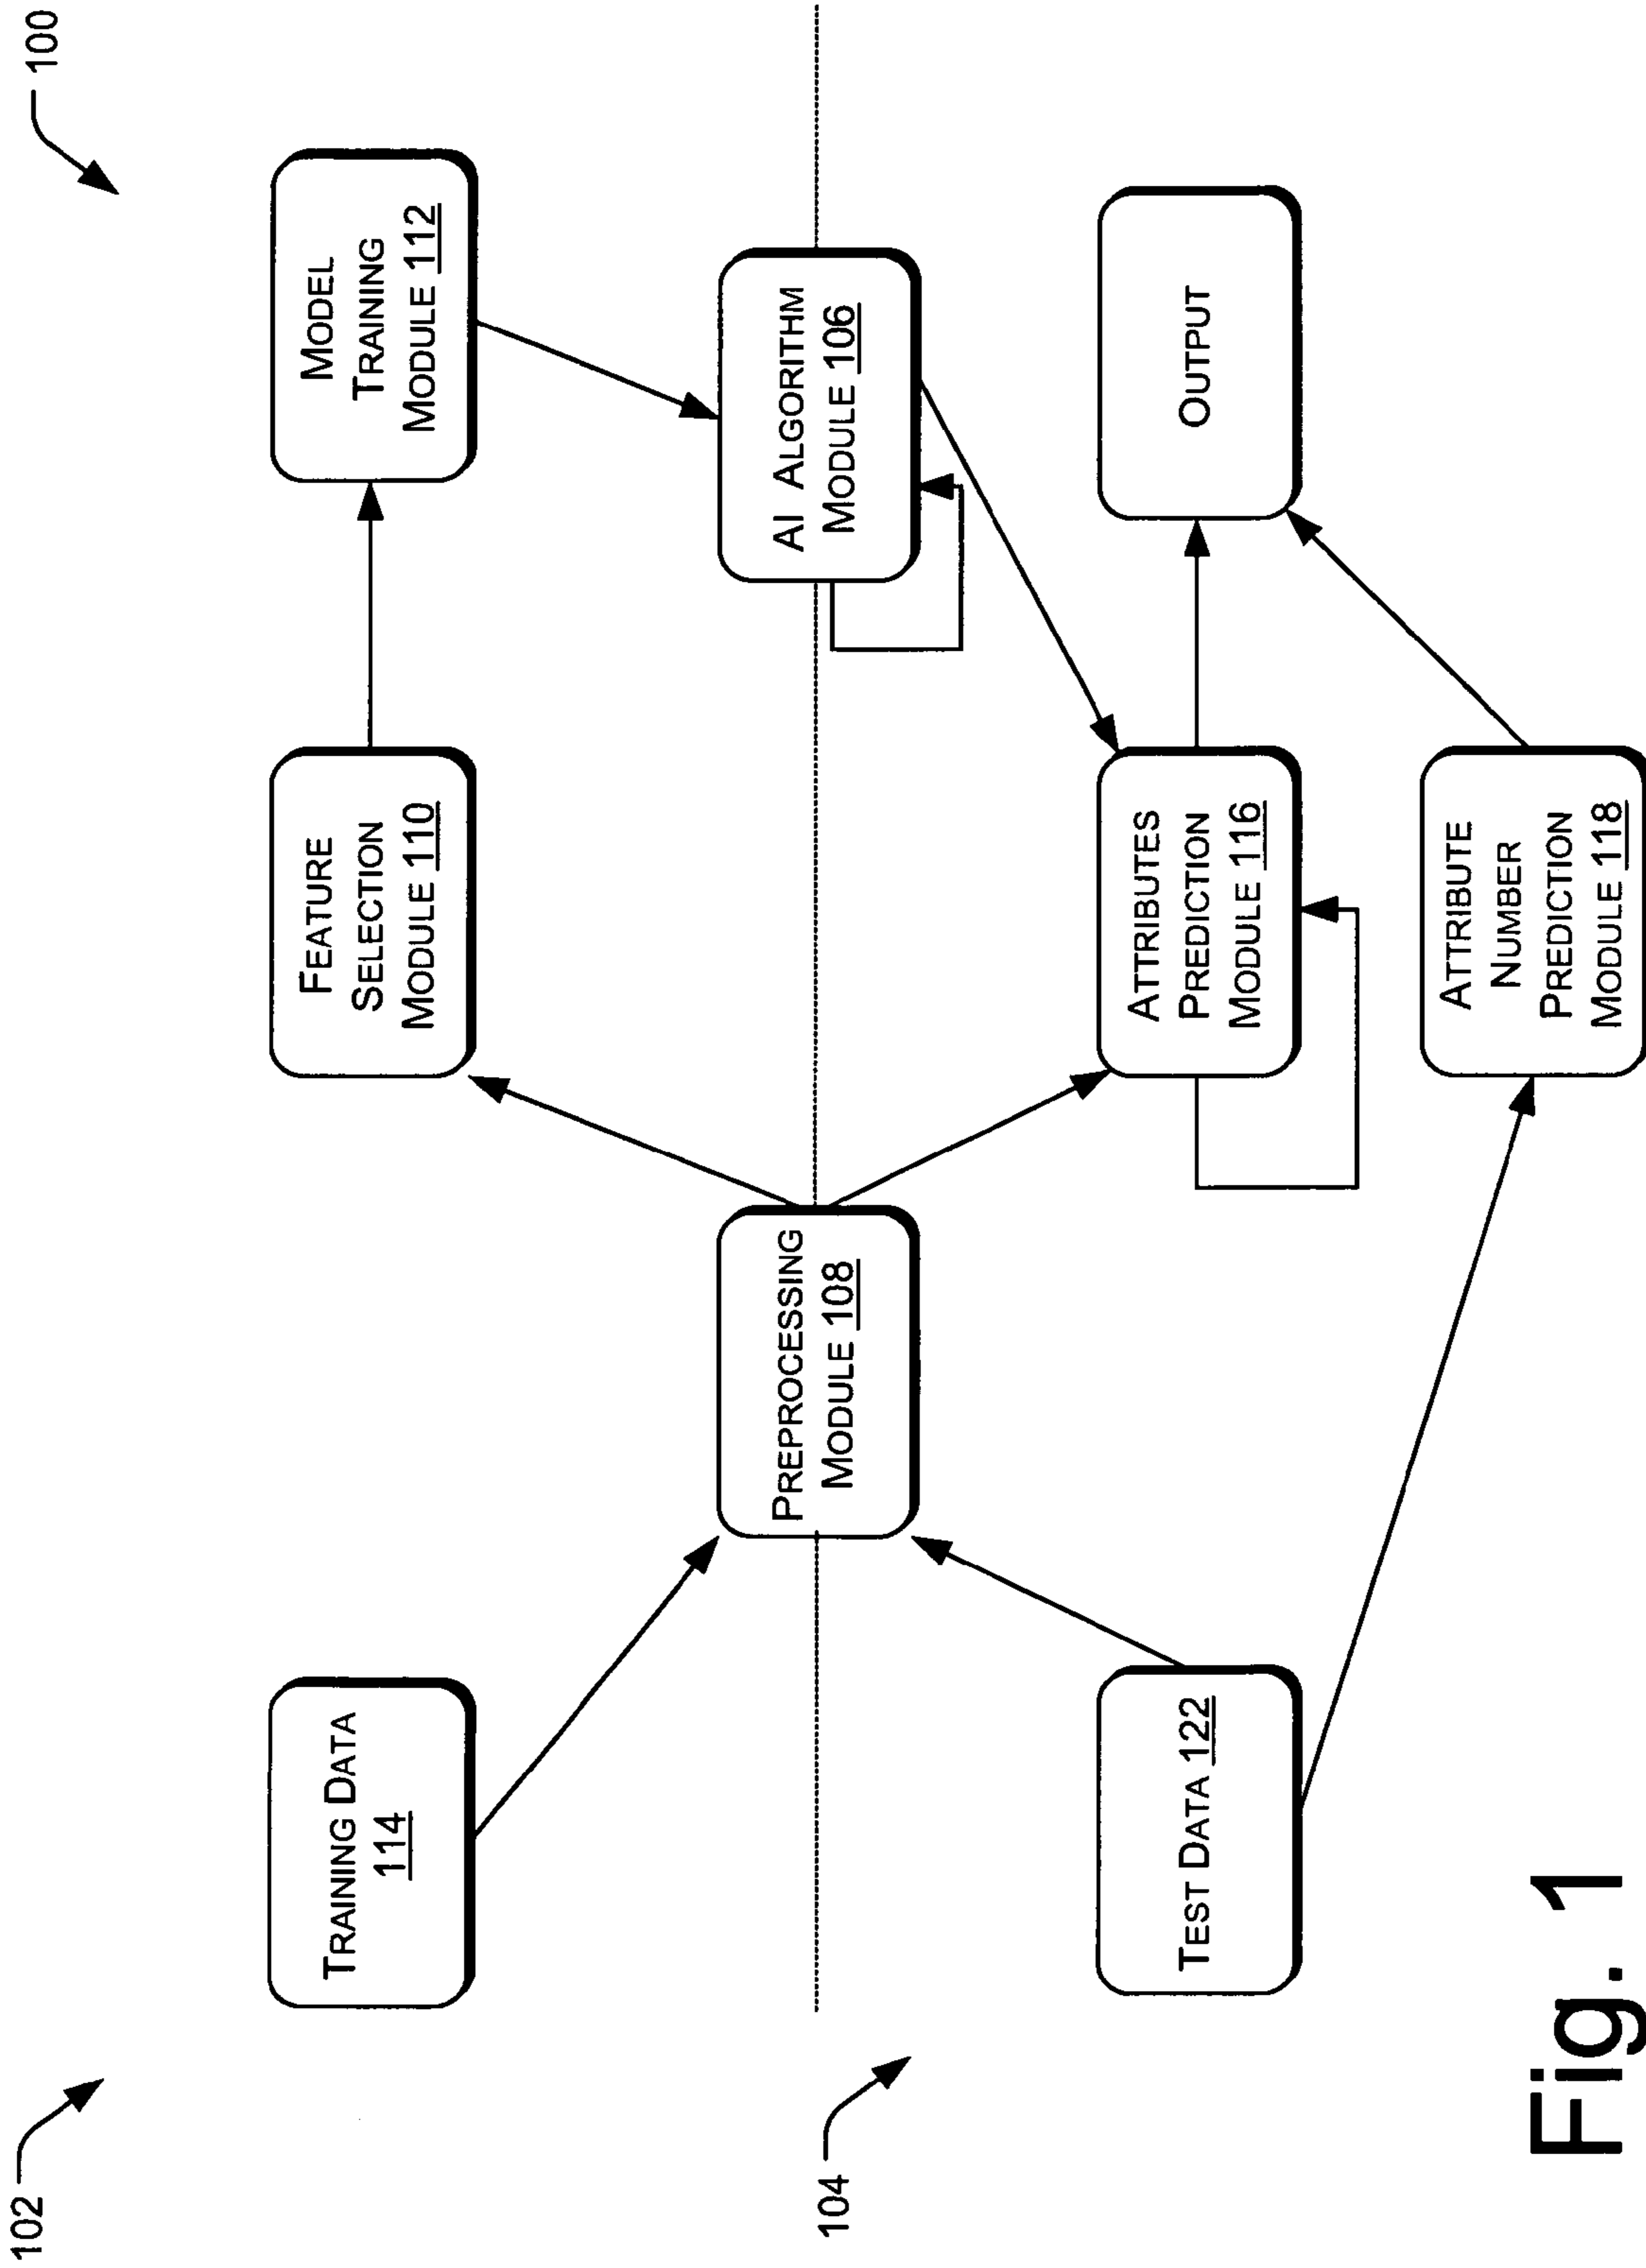 100
102
TRAINING DATA
114
FEATURE
SELECTION
MODULE 110
MODEL
TRAINING
MODULE 112
PREPROCESSING
MODULE 108
AI ALGORITHM
MODULE 106
104
TEST DATA 122
ATTRIBUTES
PREDICTION
MODULE 116
OUTPUT
ATTRIBUTE
NUMBER
PREDICTION
MODULE 118
Fig. 1